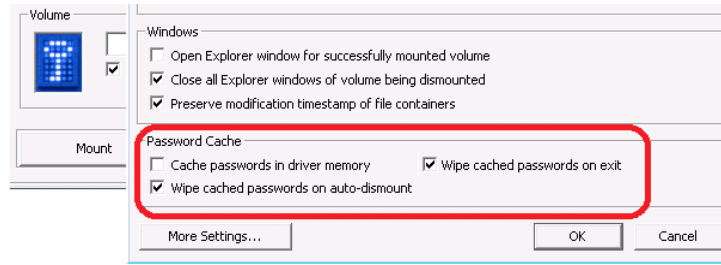 Volume
Mount
Windows
Open Explorer window for successfully mounted volume
Close all Explorer windows of volume being dismounted
Preserve modification timestamp of file containers
Password Cache
Cache passwords in driver memory Wipe cached passwords on exit
Wipe cached passwords on auto-dismount
More Settings... OK Cancel